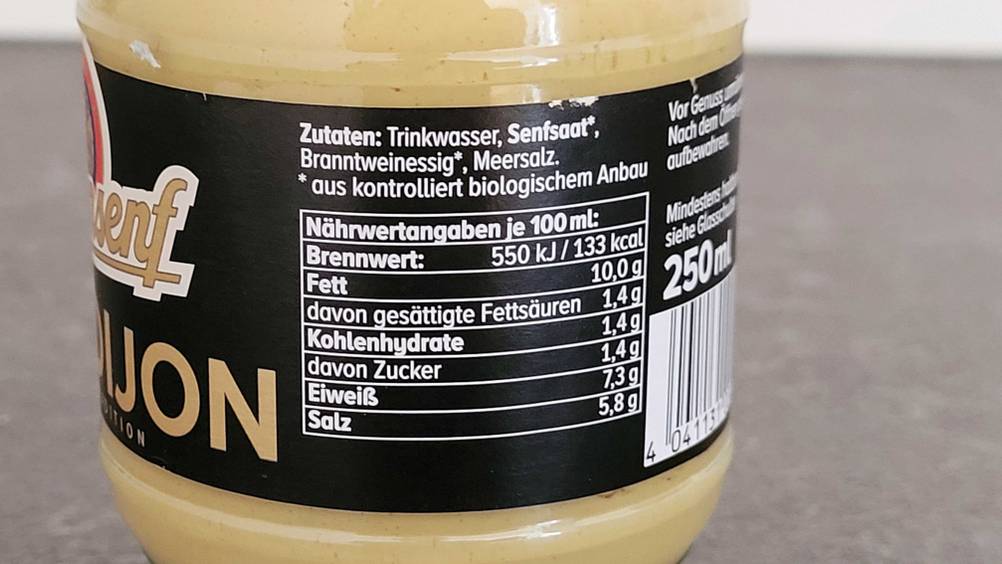 senf
DIJON
Zutaten: Trinkwasser, Senfsaat*,
Branntweinessig*, Meersalz.
* aus kontrolliert biologischem Anbau
Nährwertangaben je 100 ml:
Brennwert: 550 kJ / 133 kcal
Fett 10,0 g
davon gesättigte Fettsäuren 1,4 g
Kohlenhydrate 1,4 g
davon Zucker 1,4 g
Eiweiß 7,3 g
Salz 5,8 g
Vor Genuss
Nach dem
aufbewahren.
Mindestens
siehe
250 ml